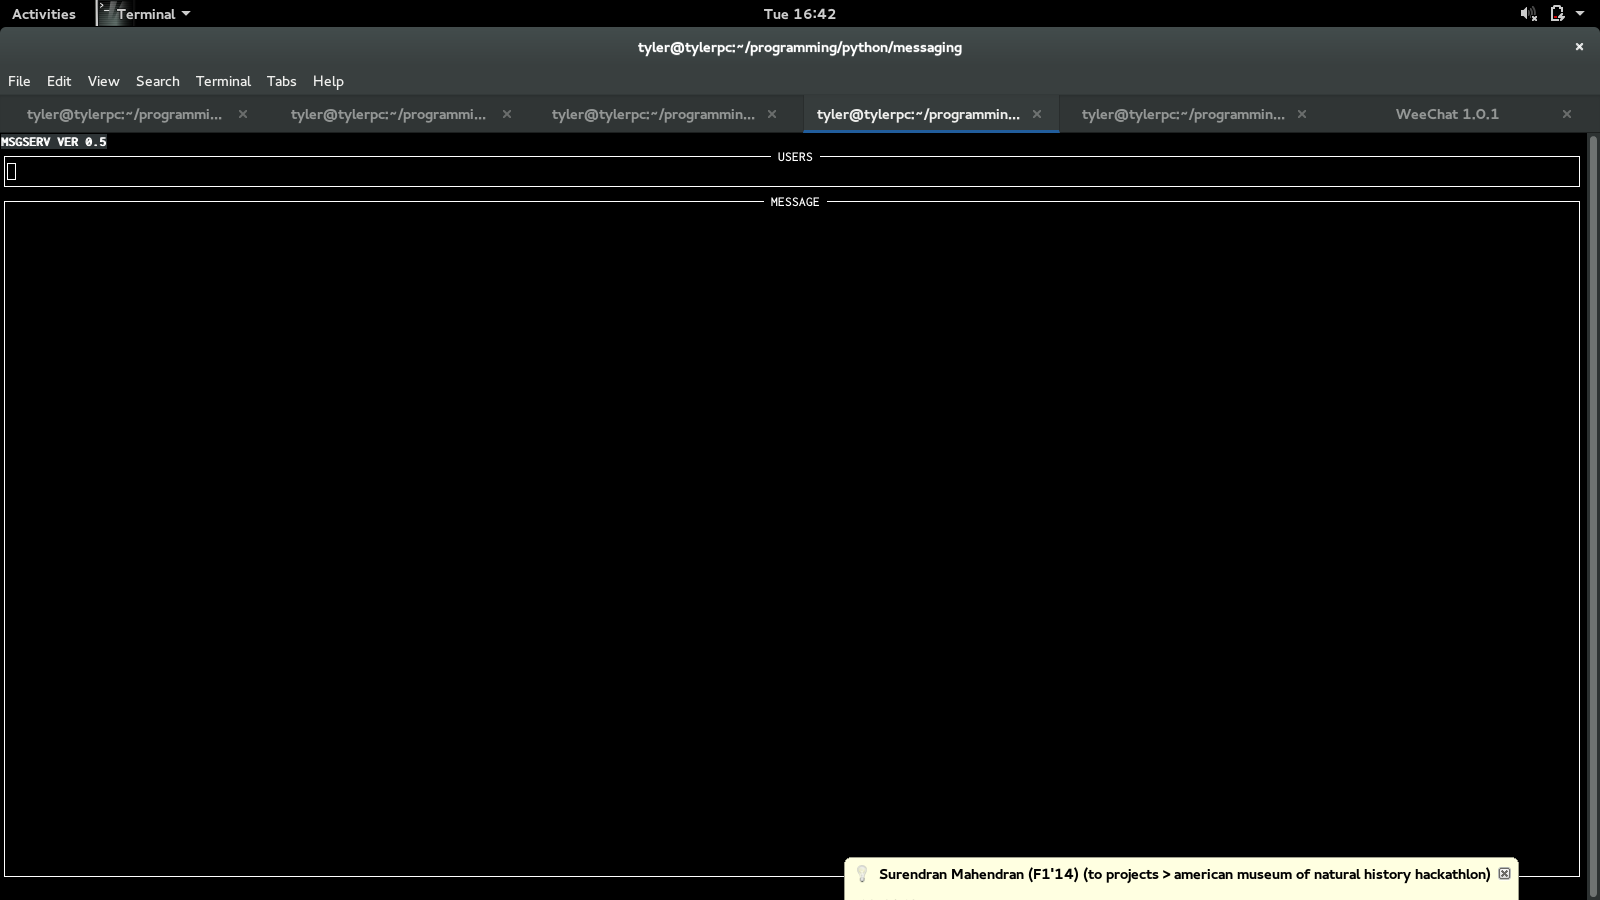 Activities Terminal Tue 16:42
tyler@tylerpc:~/programming/python/messaging
File Edit View Search Terminal Tabs Help
tyler@tylerpc:~/programmi... tyler@tylerpc:~/programmi... tyler@tylerpc:~/programmin... tyler@tylerpc:~/programmin... tyler@tylerpc:~/programmin... WeeChat 1.0.1
MSGSERV VER 0.5
USERS
MESSAGE
Surendran Mahendran (F1'14) (to projects > american museum of natural history hackathlon)